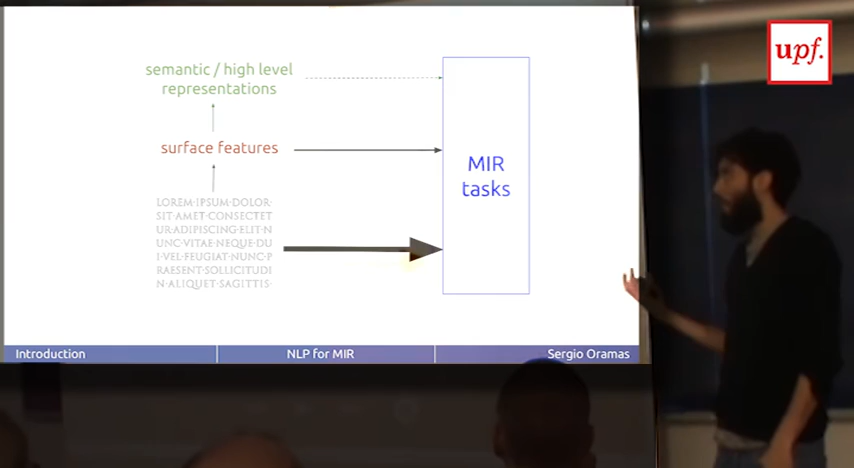 upf.
semantic / high level
representations
surface features
MIR
tasks
LOREM·IPSUM·DOLOR·
SIT·AMET·CONSECTET
UR·ADIPISCING·ELIT·N
UNC·VITAE·NEQUE·DU
I·VEL·FEUGIAT·NUNC·P
RAESENT·SOLLICITUDI
N·ALIQUET·SAGITTIS·
Introduction
NLP for MIR
Sergio Oramas